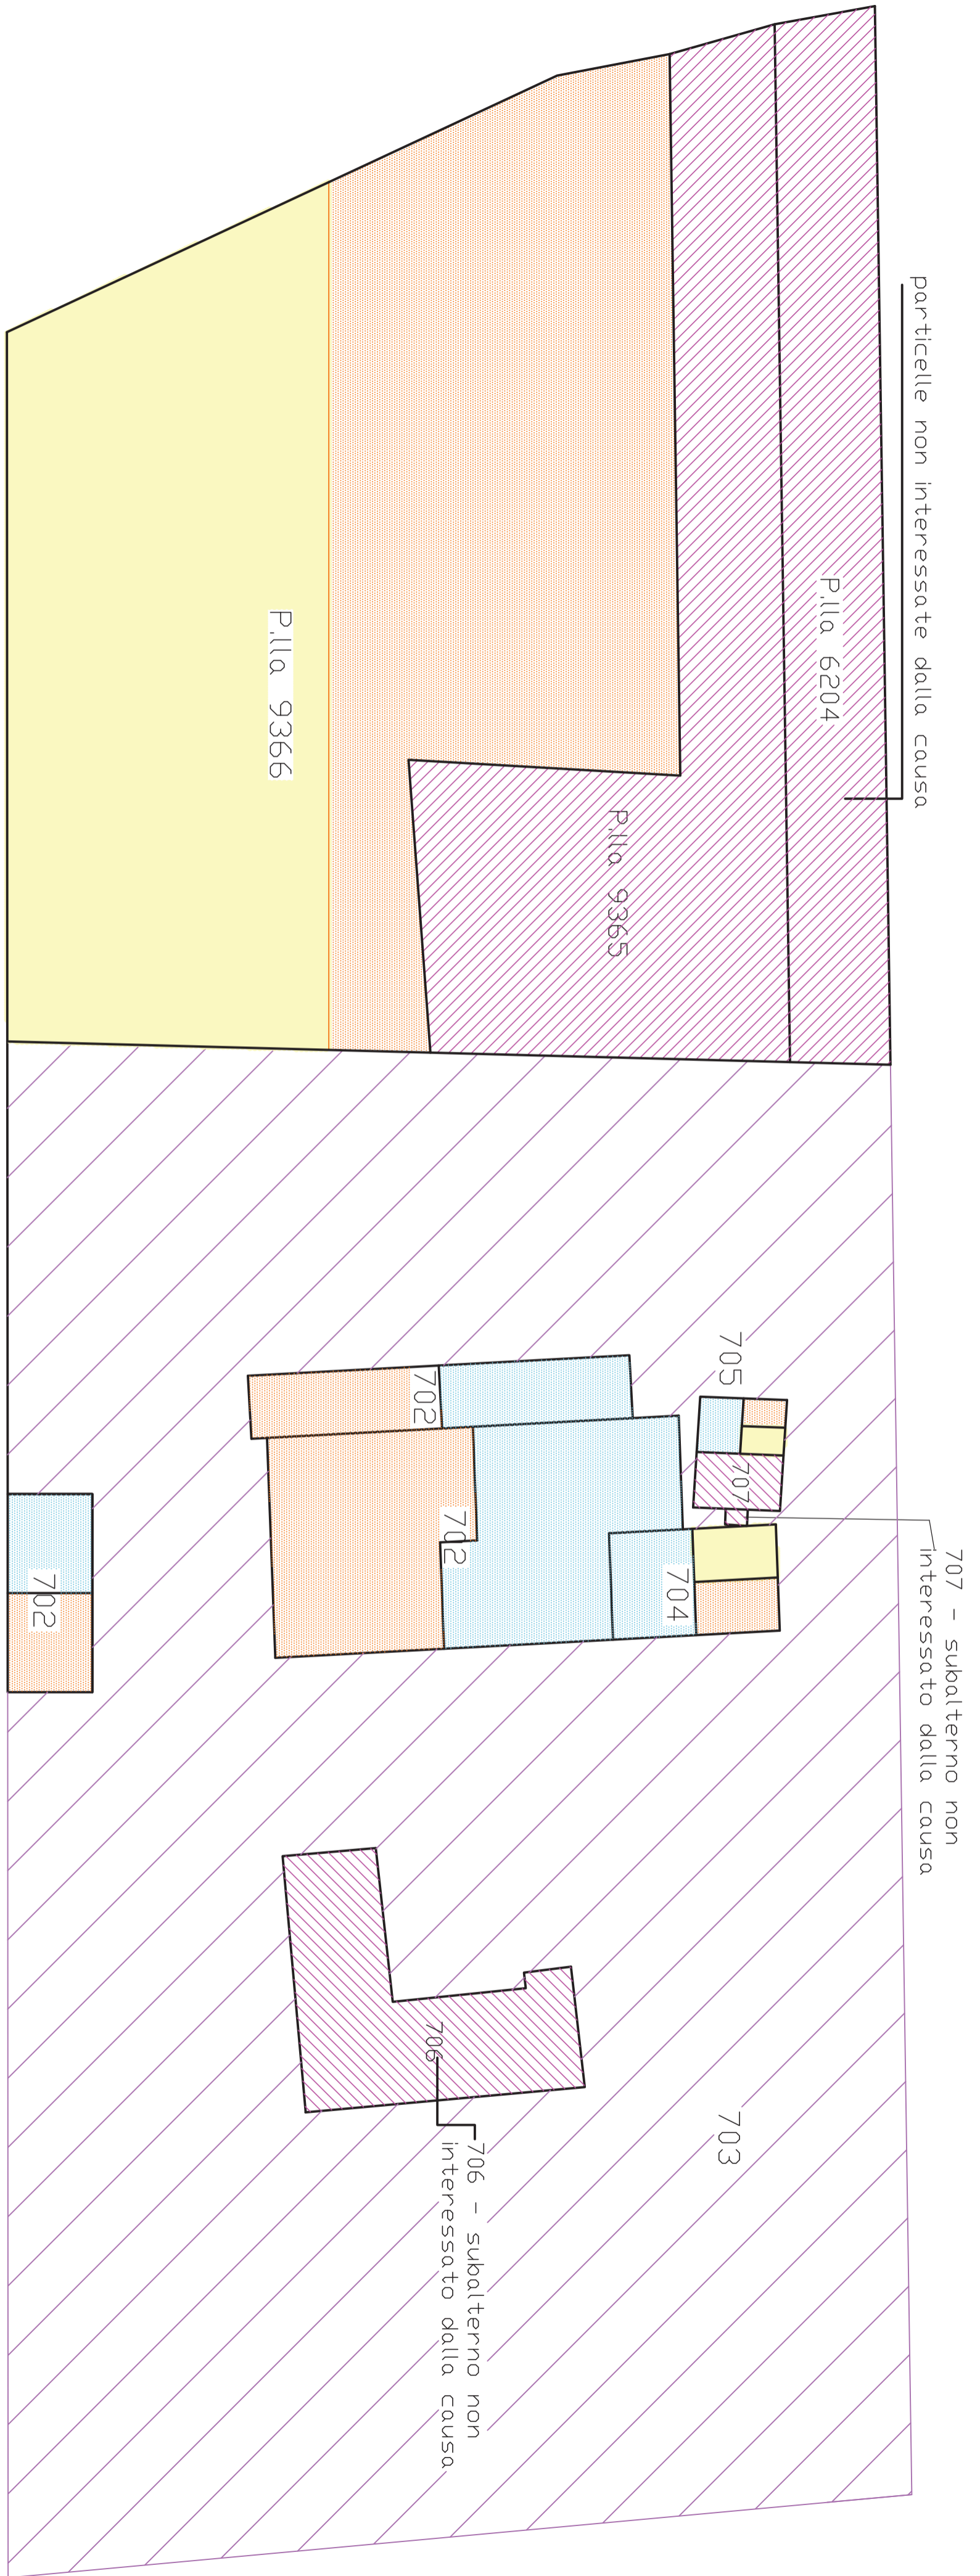 particelle non interessate dalla causa
P.lla 6204
P.lla 9365
P.lla 9366
707 - subalterno non
interessato dalla causa
705
707
704
702
702
702
703
706
706 - subalterno non
interessato dalla causa